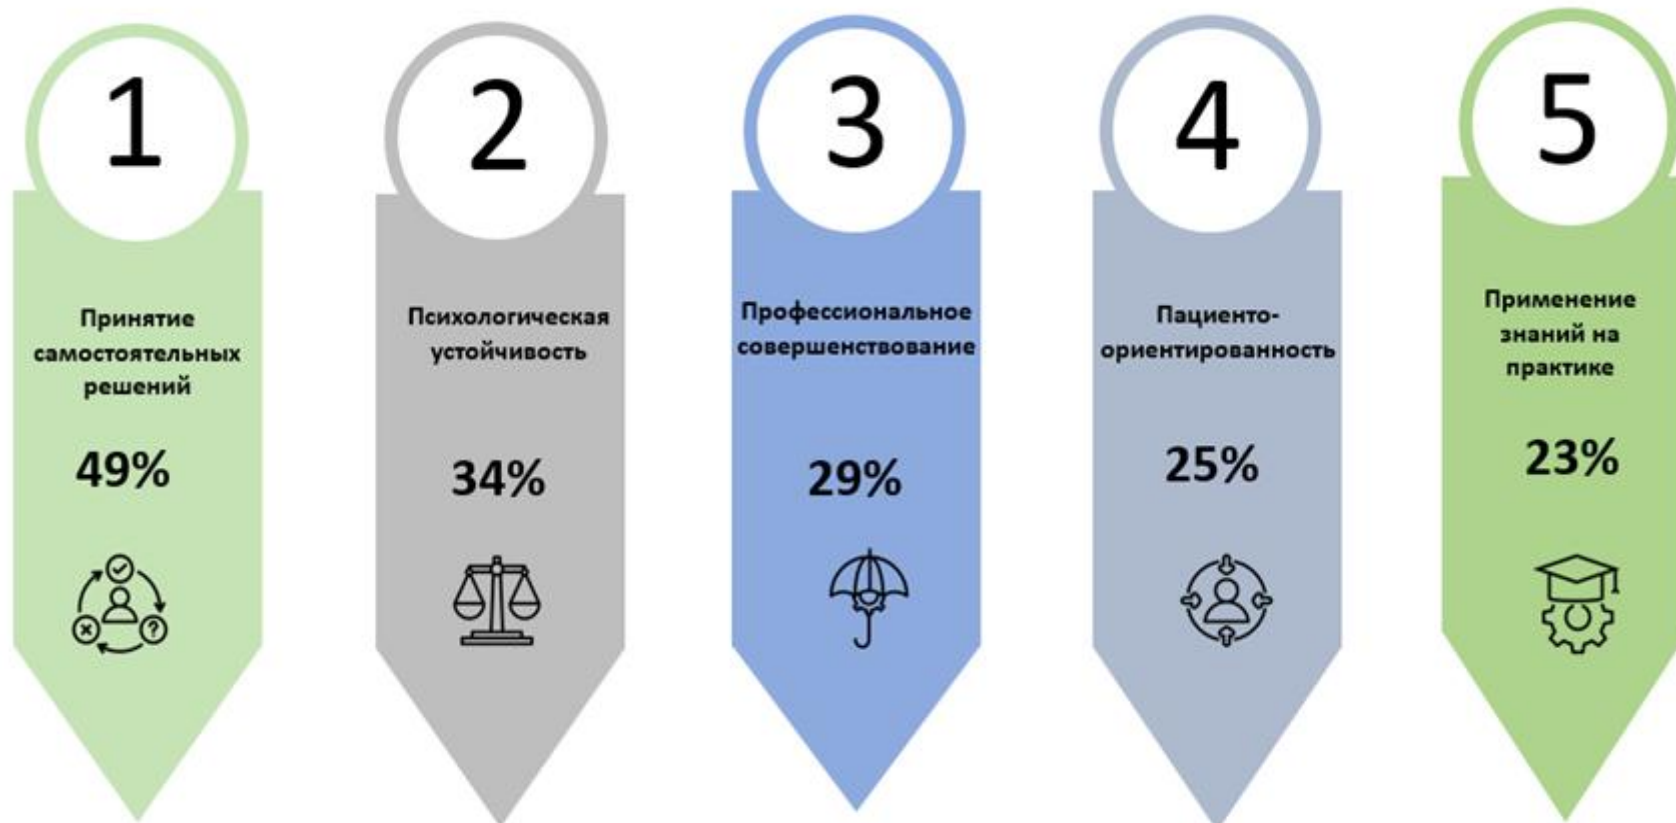 1
Принятие
самостоятельных
решений
49%
2
Психологическая
устойчивость
34%
3
Профессиональное
совершенствование
29%
4
Пациенто-
ориентированность
25%
5
Применение
знаний на
практике
23%